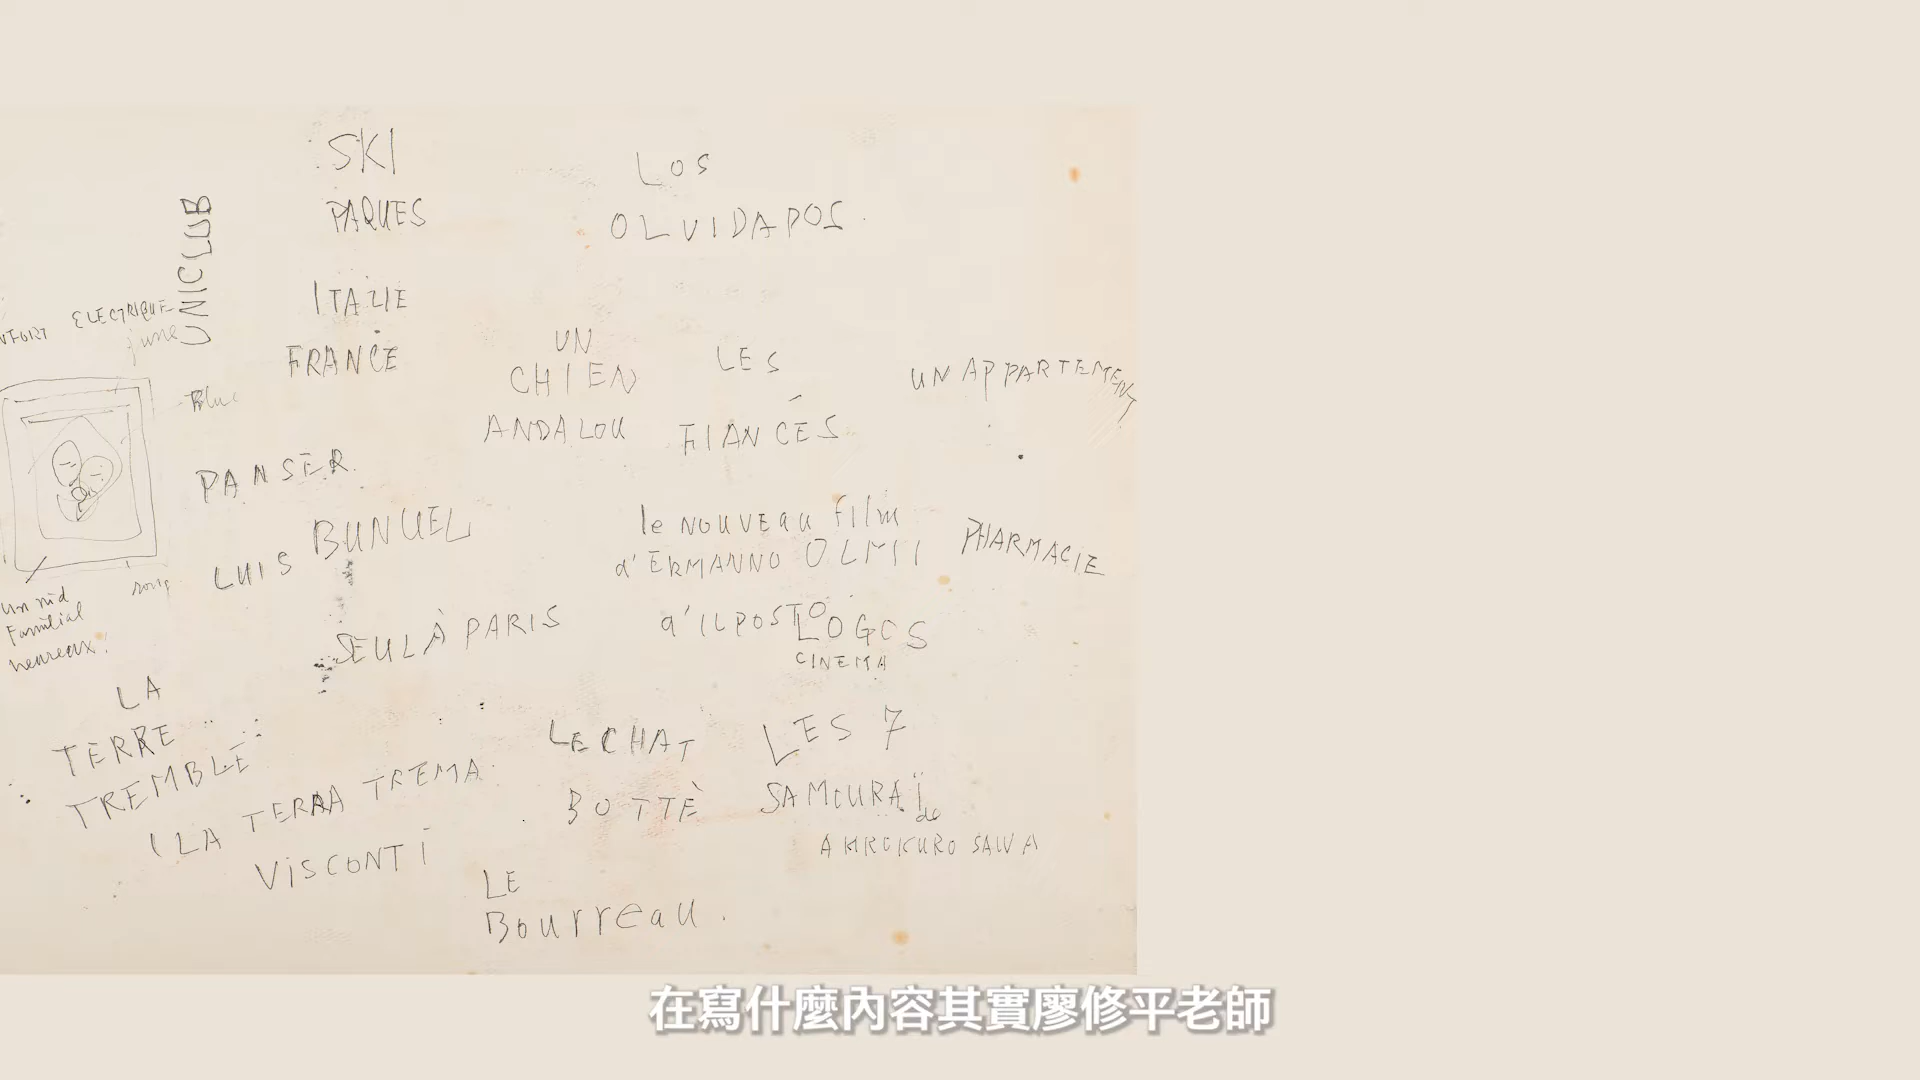 SKI
PAQUES
ITALIE
FRANCE
UNICLUB
ELECTRIQUE
LOS
OLVIDADOS.
UN
CHIEN
ANDALOU
LES
FIANCÉS
UN APPARTEMENT
PANSER
LUIS BUNUEL
le NOUVEAU film
d'ERMANNO OLMI
d'IL POSTO
PHARMACIE
SEUL À PARIS
LOGOS
CINEMA
un nid
Familial
heureux!
LA
TERRE
TREMBLE
(LA TERRA TREMA
VISCONTI
LE CHAT
BOTTÈ
LES 7
SAMOURAÏ
de
LE
Bourreau.
在寫什麼內容其實廖修平老師